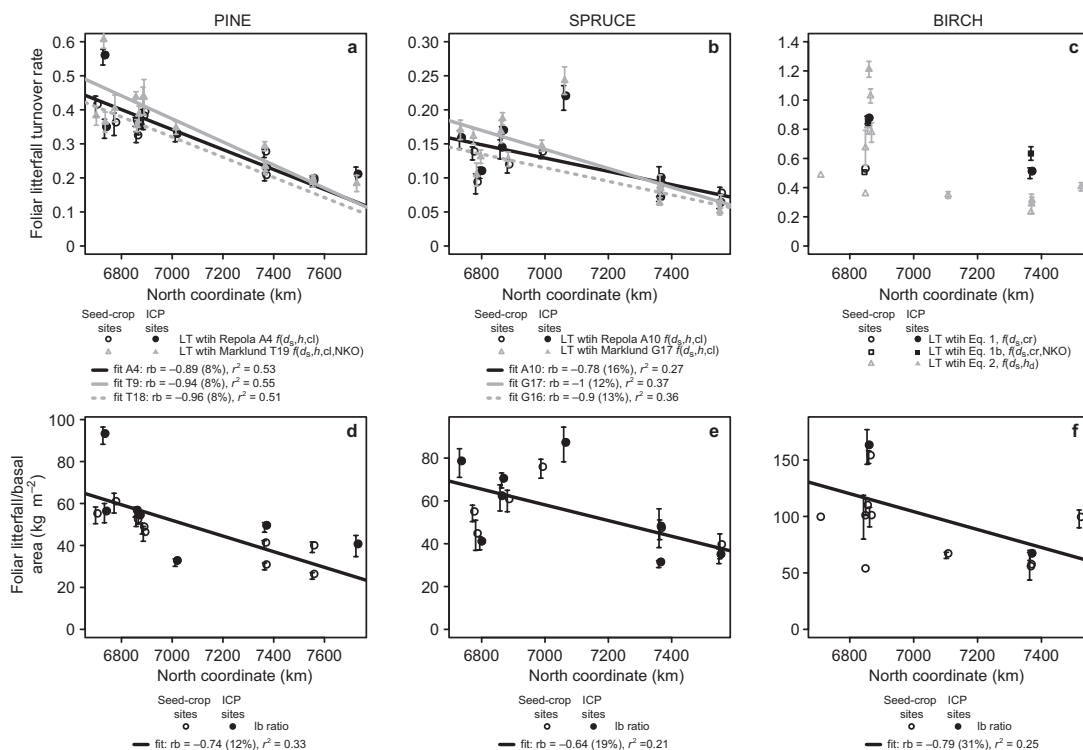 PINE
SPRUCE
BIRCH
a
b
c
Foliar litterfall turnover rate
0.6
0.5
0.4
0.3
0.2
0.1
0
0.30
0.25
0.20
0.15
0.10
0.05
0
1.4
1.2
1.0
0.8
0.6
0.4
0.2
0
6800 7000 7200 7400 7600
North coordinate (km)
6800 7000 7200 7400
North coordinate (km)
6800 7000 7200 7400
North coordinate (km)
Seed-crop sites ICP sites
LT wtih Repola A4 f(ds,h,cl)
LT wtih Marklund T19 f(ds,h,cl,NKO)
fit A4: rb = −0.89 (8%), r2 = 0.53
fit T9: rb = −0.94 (8%), r2 = 0.55
fit T18: rb = −0.96 (8%), r2 = 0.51
Seed-crop sites ICP sites
LT wtih Repola A10 f(ds,h,cl)
LT wtih Marklund G17 f(ds,h,cl)
fit A10: rb = −0.78 (16%), r2 = 0.27
fit G17: rb = −1 (12%), r2 = 0.37
fit G16: rb = −0.9 (13%), r2 = 0.36
Seed-crop sites ICP sites
LT wtih Eq. 1, f(ds,cr)
LT wtih Eq. 1b, f(ds,cr,NKO)
LT wtih Eq. 2, f(ds,hd)
d
e
f
Foliar litterfall/basal
area (kg m−2)
100
80
60
40
20
0
80
60
40
20
0
150
100
50
0
6800 7000 7200 7400 7600
North coordinate (km)
6800 7000 7200 7400
North coordinate (km)
6800 7000 7200 7400
North coordinate (km)
Seed-crop sites ICP sites
lb ratio
fit: rb = −0.74 (12%), r2 = 0.33
Seed-crop sites ICP sites
lb ratio
fit: rb = −0.64 (19%), r2 =0.21
Seed-crop sites ICP sites
lb ratio
fit: rb = −0.79 (31%), r2 = 0.25